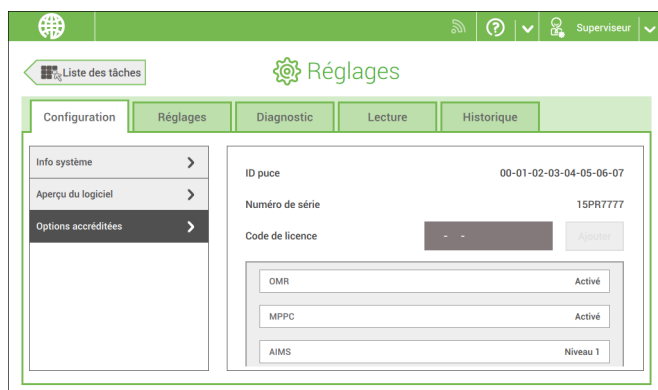 Superviseur
Liste des tâches
Réglages
Configuration Réglages Diagnostic Lecture Historique
Info système
Aperçu du logiciel
Options accréditées
ID puce 00-01-02-03-04-05-06-07
Numéro de série 15PR7777
Code de licence - - Ajouter
OMR Activé
MPPC Activé
AIMS Niveau 1